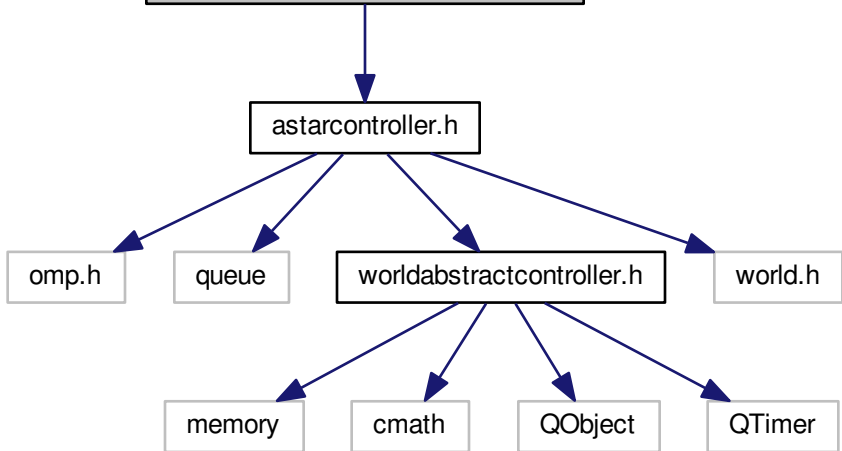 astarcontroller.h
omp.h
queue
worldabstractcontroller.h
world.h
memory
cmath
QObject
QTimer